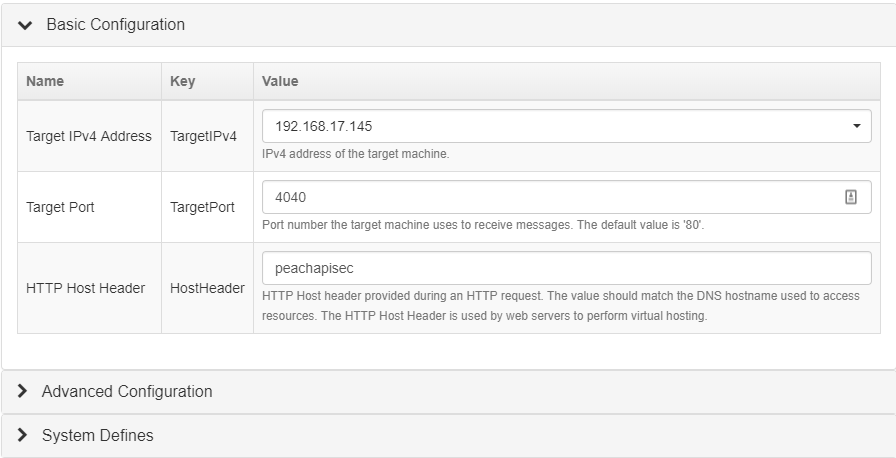 Basic Configuration
Name Key Value
Target IPv4 Address TargetIPv4 192.168.17.145
IPv4 address of the target machine.
Target Port TargetPort 4040
Port number the target machine uses to receive messages. The default value is '80'.
HTTP Host Header HostHeader peachapisec
HTTP Host header provided during an HTTP request. The value should match the DNS hostname used to access
resources. The HTTP Host Header is used by web servers to perform virtual hosting.
Advanced Configuration
System Defines